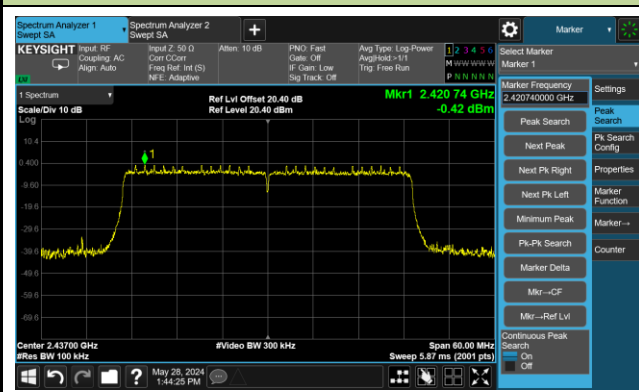 Spectrum Analyzer 1
Swept SA
Spectrum Analyzer 2
Swept SA
+
Marker
KEYSIGHT
Input: RF
Coupling: AC
Align: Auto
Input Z: 50 Ω
Corr CCorr
Freq Ref: Int (S)
NFE: Adaptive
Atten: 10 dB
PNO: Fast
Gate: Off
IF Gain: Low
Sig Track: Off
Avg Type: Log-Power
Avg|Hold:>1/1
Trig: Free Run
1 2 3 4 5 6
M W W W W W
P N N N N N
LXI
Select Marker
Marker 1
1 Spectrum
Scale/Div 10 dB
Log
Ref Lvl Offset 20.40 dB
Ref Level 20.40 dBm
Mkr1 2.420 74 GHz
-0.42 dBm
10.4
0.400
-9.60
-19.6
-29.6
-39.6
-49.6
-59.6
-69.6
1
Center 2.43700 GHz
#Res BW 100 kHz
#Video BW 300 kHz
Span 60.00 MHz
Sweep 5.87 ms (2001 pts)
Marker Frequency
2.420740000 GHz
Peak Search
Next Peak
Next Pk Right
Next Pk Left
Minimum Peak
Pk-Pk Search
Marker Delta
Mkr→CF
Mkr→Ref Lvl
Continuous Peak
Search
On
Off
Settings
Peak
Search
Pk Search
Config
Properties
Marker
Function
Marker→
Counter
?
May 28, 2024
1:44:25 PM